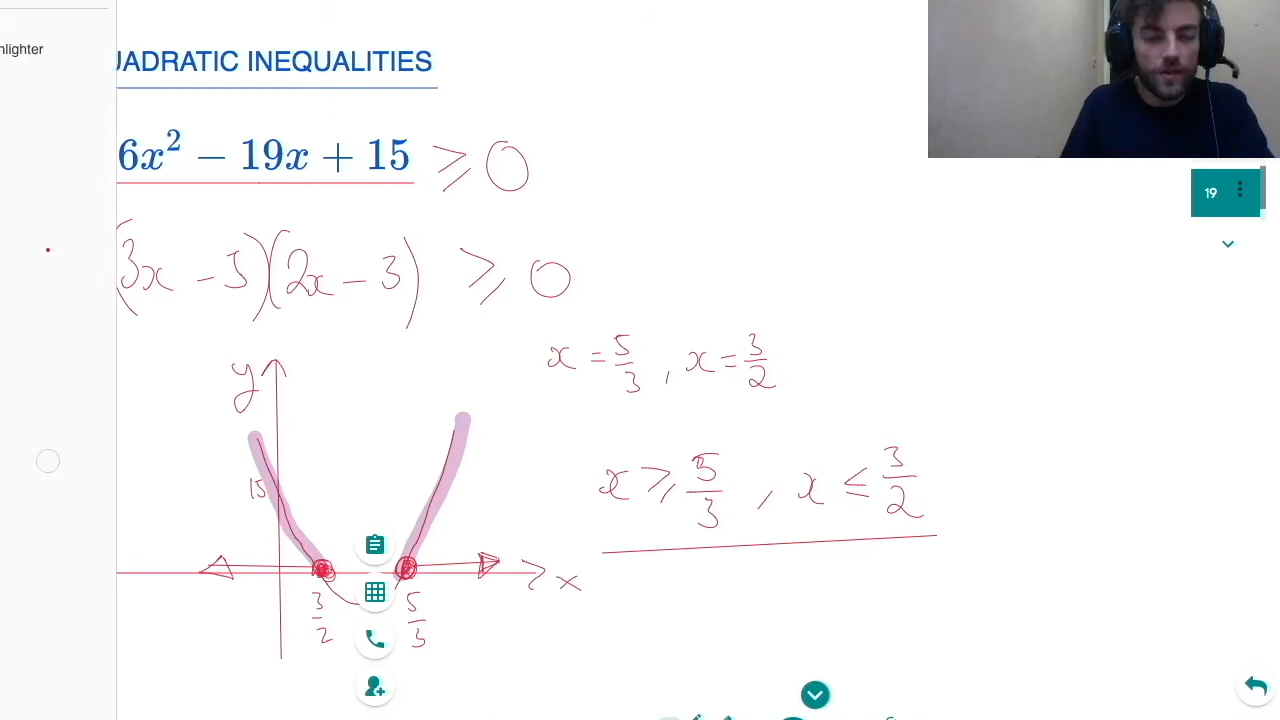 hlighter
UADRATIC INEQUALITIES
6x² − 19x + 15 ⩾ 0
19
(3x − 5)(2x − 3) ⩾ 0
x = 5/3 , x = 3/2
y
15
x ⩾ 5/3 , x ≤ 3/2
x
3/2
5/3